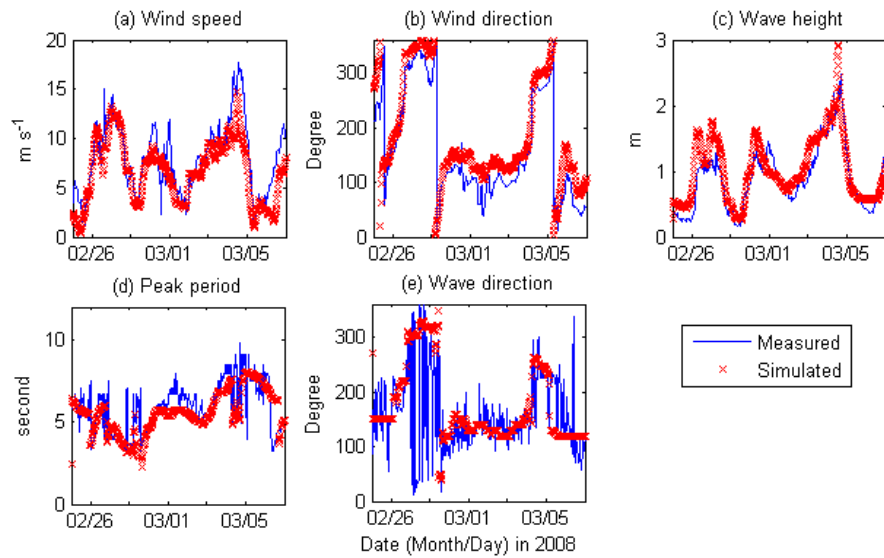 (a) Wind speed
(b) Wind direction
(c) Wave height
20
15
10
5
0
m s⁻¹
02/26
03/01
03/05
300
200
100
0
Degree
02/26
03/01
03/05
3
2
1
0
m
02/26
03/01
03/05
(d) Peak period
(e) Wave direction
10
5
0
second
02/26
03/01
03/05
300
200
100
0
Degree
02/26
03/01
03/05
Date (Month/Day) in 2008
Measured
Simulated